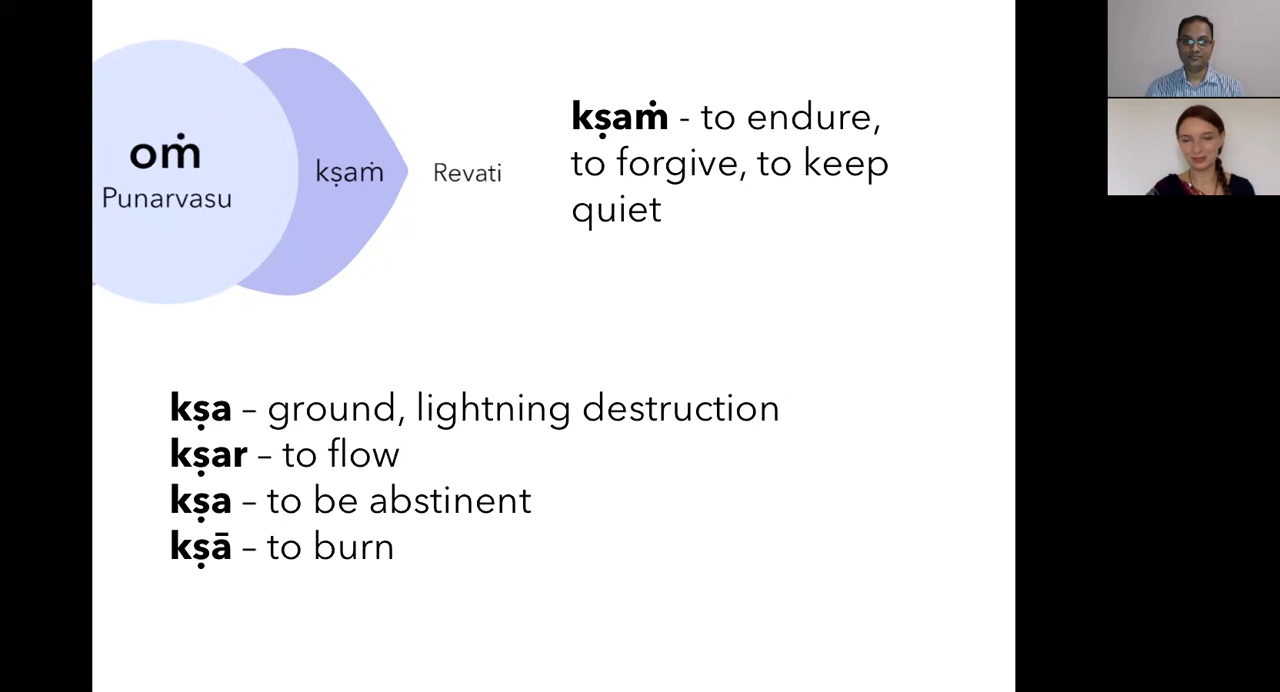 oṁ
Punarvasu
kṣaṁ
Revati
kṣaṁ - to endure,
to forgive, to keep
quiet
kṣa – ground, lightning destruction
kṣar – to flow
kṣa – to be abstinent
kṣā – to burn